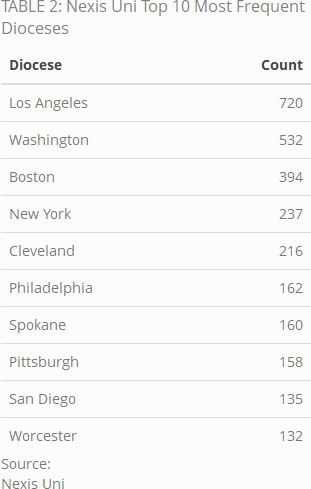 TABLE 2: Nexis Uni Top 10 Most Frequent
Dioceses
Diocese Count
Los Angeles 720
Washington 532
Boston 394
New York 237
Cleveland 216
Philadelphia 162
Spokane 160
Pittsburgh 158
San Diego 135
Worcester 132
Source:
Nexis Uni